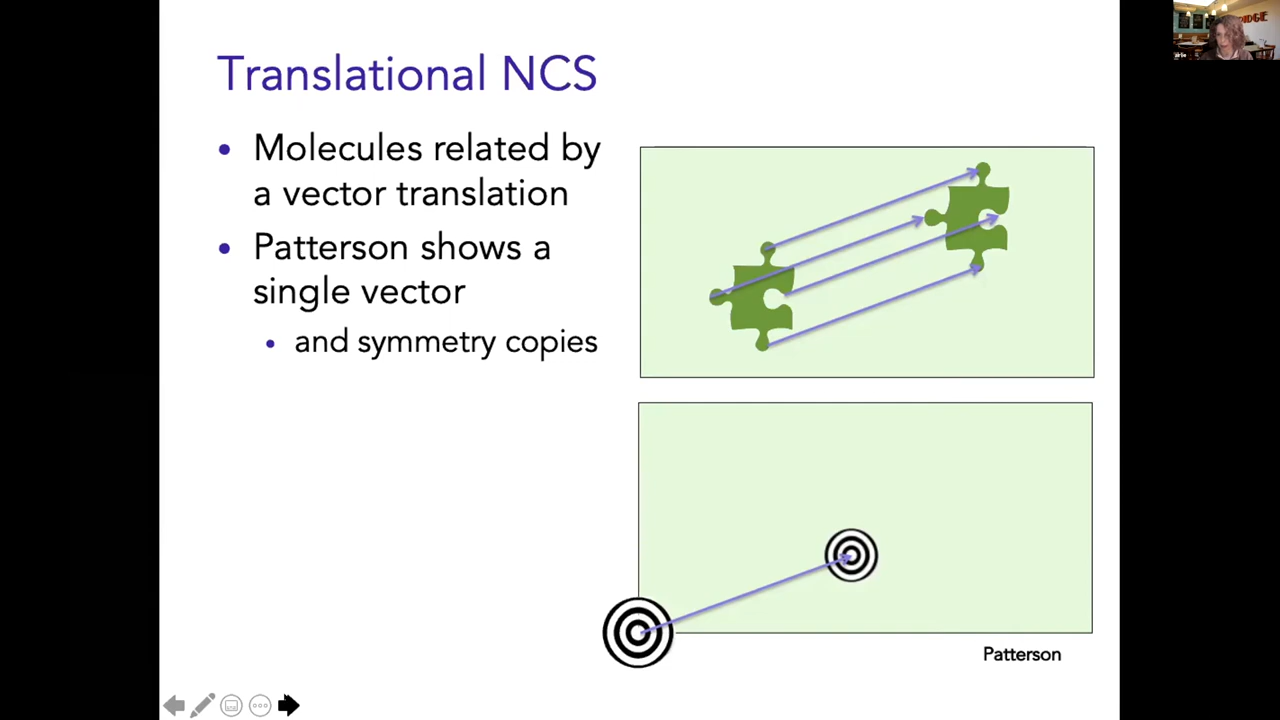 Translational NCS
• Molecules related by
a vector translation
• Patterson shows a
single vector
• and symmetry copies
Patterson